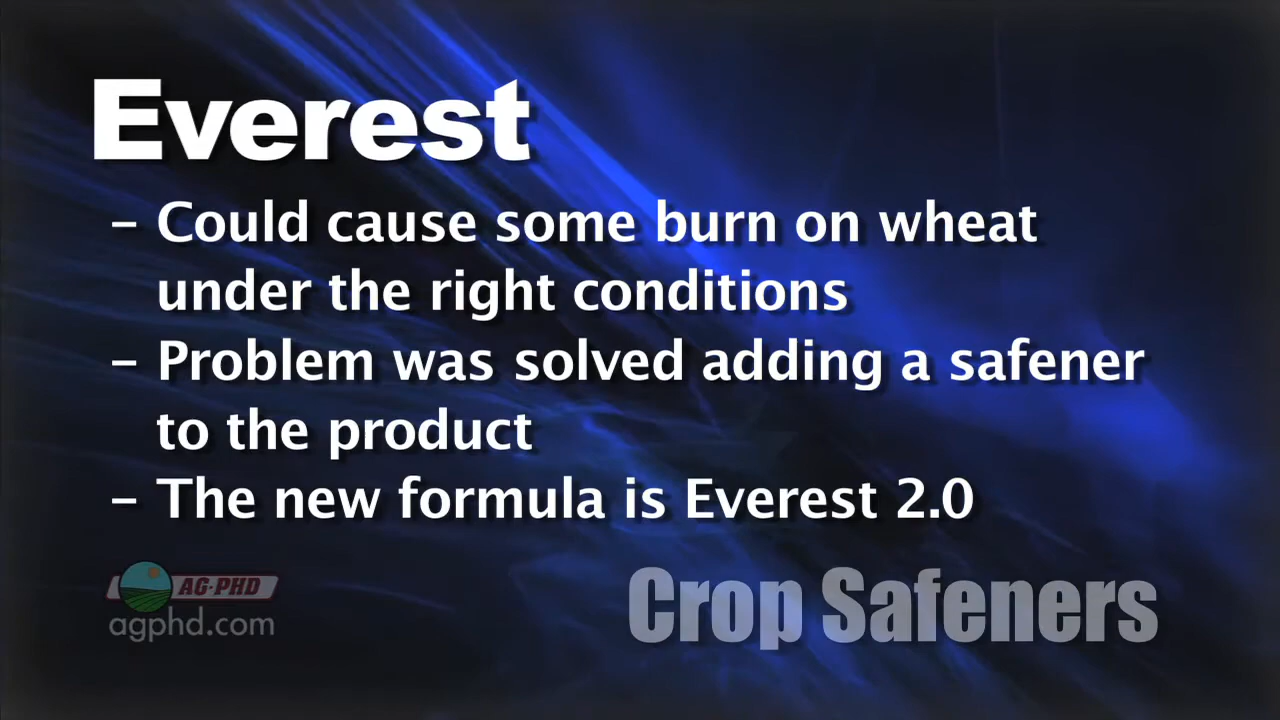 Everest
– Could cause some burn on wheat
under the right conditions
– Problem was solved adding a safener
to the product
– The new formula is Everest 2.0
AG·PHD
agphd.com
Crop Safeners